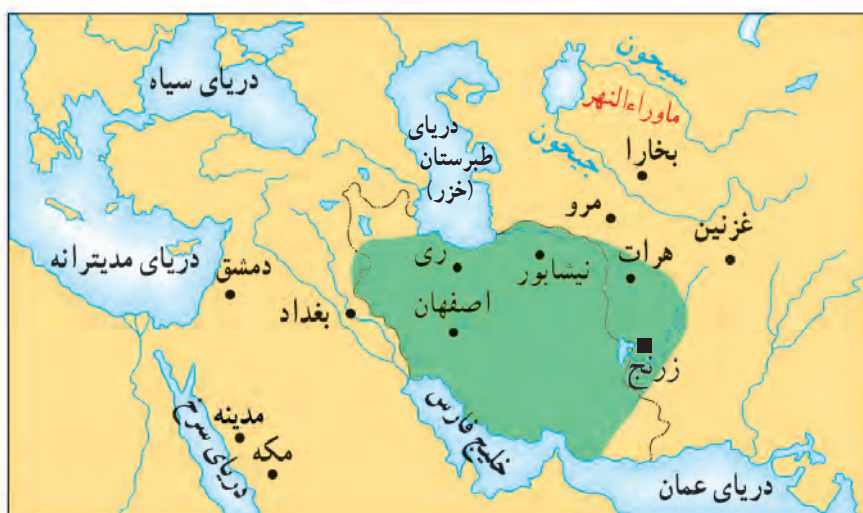 دریای سیاه
دریای
طبرستان
(خزر)
سیحون
ماوراءالنهر
جیحون
بخارا
مرو
غزنین
هرات
نیشابور
ری
دریای مدیترانه
دمشق
بغداد
اصفهان
زرنج
خلیج فارس
مدینه
مکه
دریای سرخ
دریای عمان